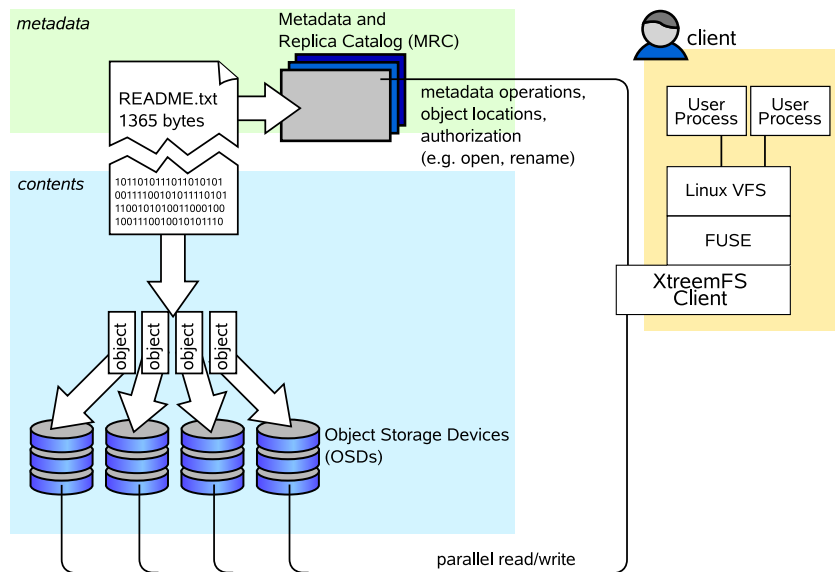 metadata
Metadata and
Replica Catalog (MRC)
README.txt
1365 bytes
metadata operations,
object locations,
authorization
(e.g. open, rename)
client
User
Process
User
Process
Linux VFS
FUSE
XtreemFS
Client
contents
1011010111011010101
0011110010101110101
1100101010011000100
1001110010010101110
object
object
object
object
Object Storage Devices
(OSDs)
parallel read/write